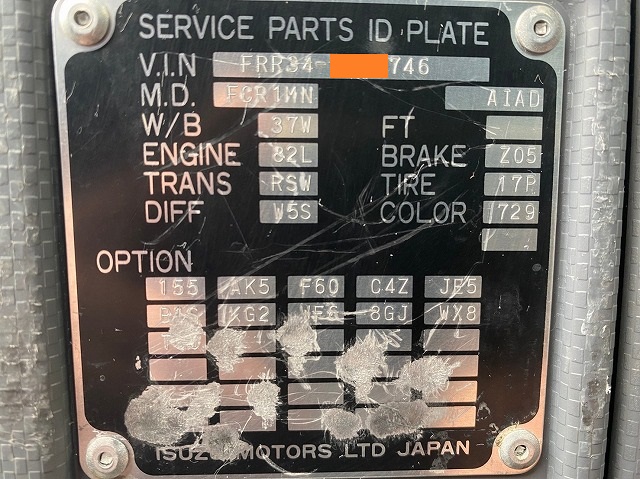 SERVICE PARTS ID PLATE
V.I.N FRR34- 746
M.D. FCR1MN AIAD
W/B 37W FT
ENGINE 82L BRAKE Z05
TRANS RSW TIRE 17P
DIFF W5S COLOR /729
OPTION
155 AK5 F60 C4Z JE5
KG2 8GJ WX8
ISUZU MOTORS LTD JAPAN